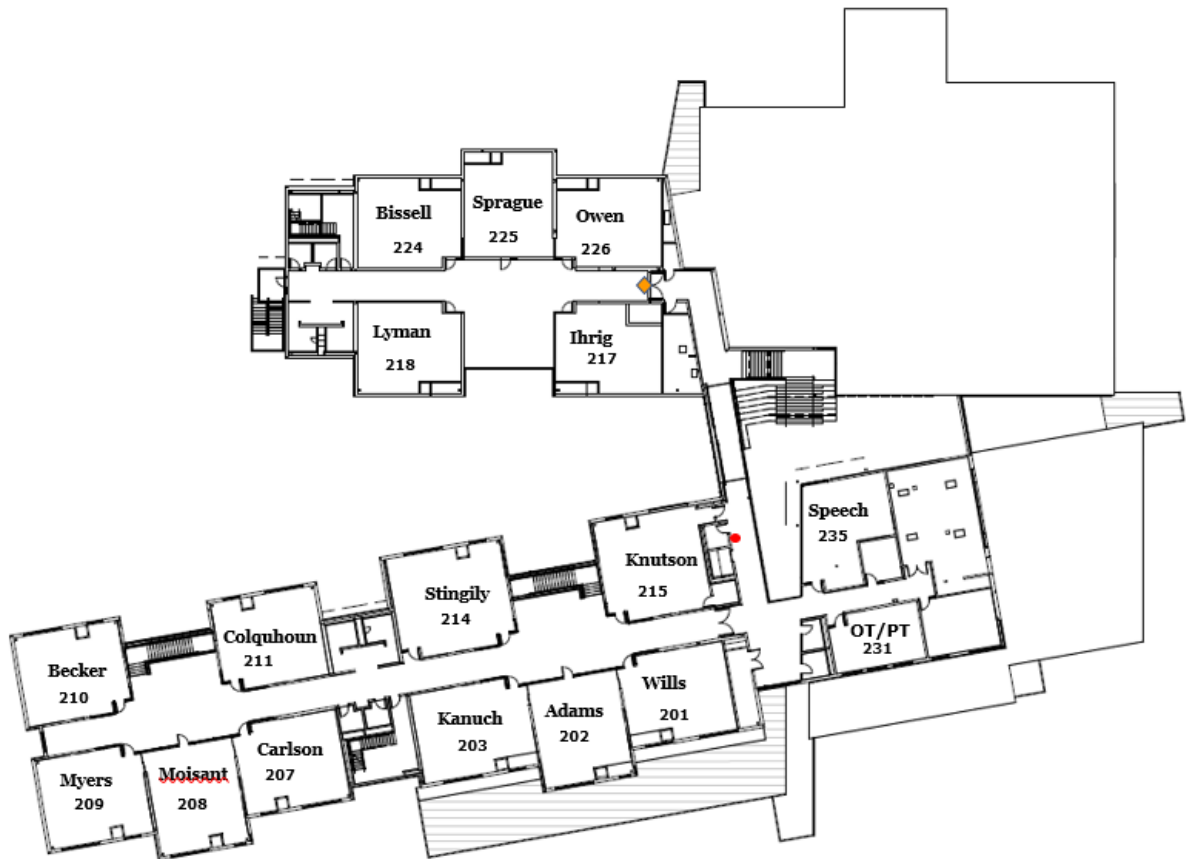 Sprague
225
Bissell
224
Owen
226
Lyman
218
Ihrig
217
Speech
235
Knutson
215
Stingily
214
Colquhoun
211
Becker
210
OT/PT
231
Wills
201
Adams
202
Kanuch
203
Carlson
207
Moisant
208
Myers
209